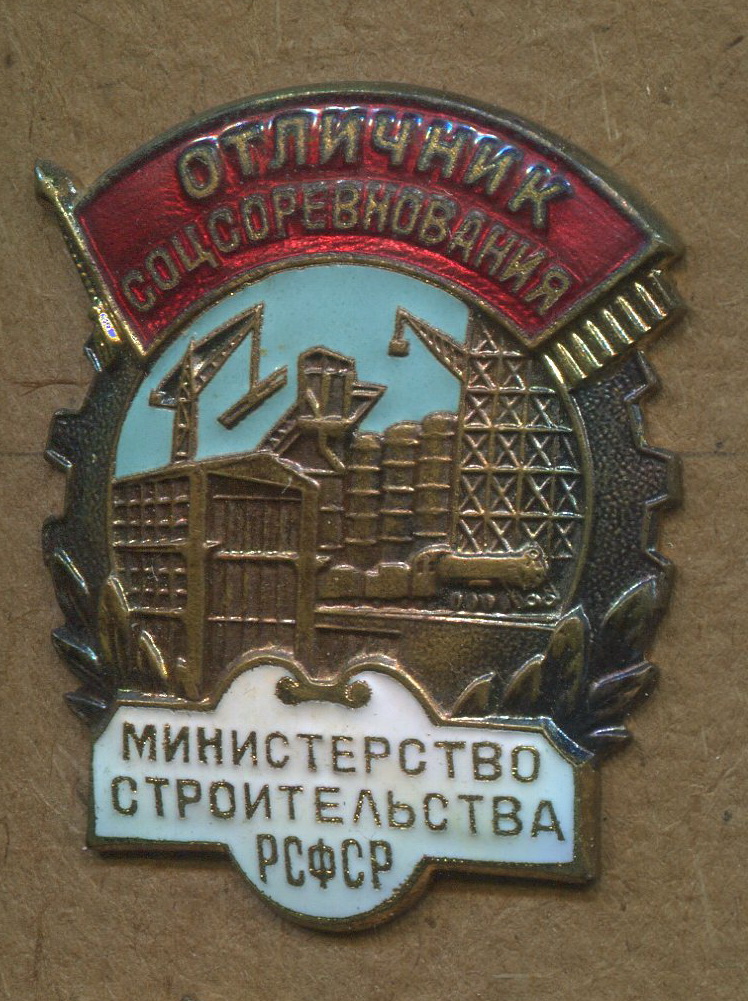 ОТЛИЧНИК
СОЦСОРЕВНОВАНИЯ
МИНИСТЕРСТВО
СТРОИТЕЛЬСТВА
РСФСР